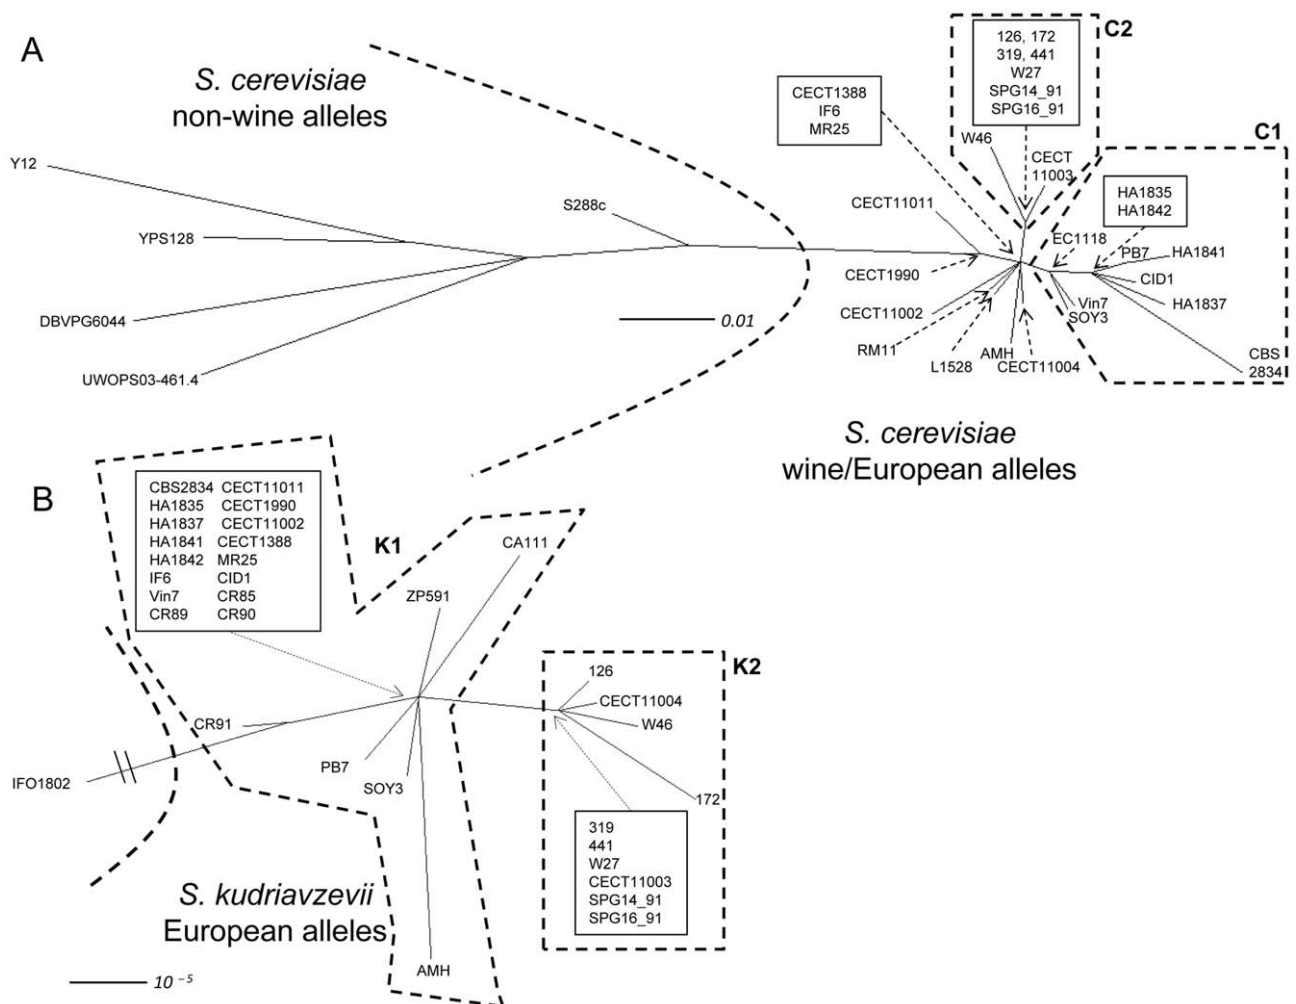 A
S. cerevisiae
non-wine alleles
Y12
YPS128
DBVPG6044
UWOPS03-461.4
S288c
0.01
CECT1388
IF6
MR25
C2
126, 172
319, 441
W27
SPG14_91
SPG16_91
W46
CECT
11003
C1
HA1835
HA1842
CECT11011
CECT1990
CECT11002
RM11
L1528
AMH
CECT11004
EC1118
PB7
HA1841
CID1
HA1837
Vin7
SOY3
CBS
2834
S. cerevisiae
wine/European alleles
B
CBS2834 CECT11011
HA1835 CECT1990
HA1837 CECT11002
HA1841 CECT1388
HA1842 MR25
IF6 CID1
Vin7 CR85
CR89 CR90
K1
CA111
ZP591
CR91
IFO1802
PB7
SOY3
AMH
K2
126
CECT11004
W46
172
319
441
W27
CECT11003
SPG14_91
SPG16_91
S. kudriavzevii
European alleles
10 ⁻⁵